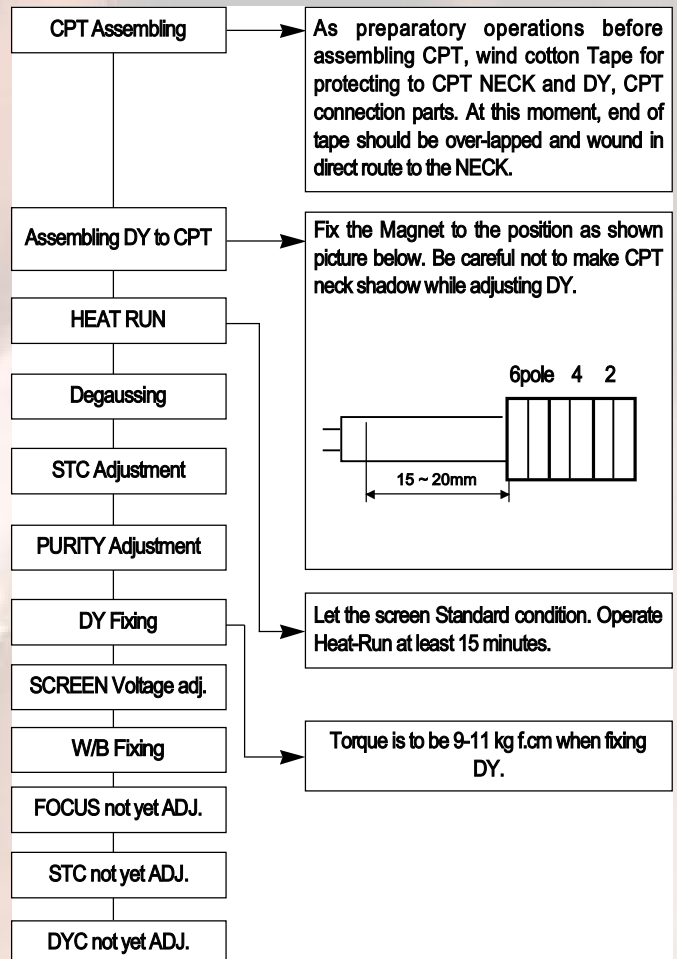 CPT Assembling
As preparatory operations before
assembling CPT, wind cotton Tape for
protecting to CPT NECK and DY, CPT
connection parts. At this moment, end of
tape should be over-lapped and wound in
direct route to the NECK.
Assembling DY to CPT
Fix the Magnet to the position as shown
picture below. Be careful not to make CPT
neck shadow while adjusting DY.
6pole 4 2
15 ~ 20mm
HEAT RUN
Degaussing
STC Adjustment
PURITY Adjustment
DY Fixing
Let the screen Standard condition. Operate
Heat-Run at least 15 minutes.
SCREEN Voltage adj.
W/B Fixing
Torque is to be 9-11 kg f.cm when fixing
DY.
FOCUS not yet ADJ.
STC not yet ADJ.
DYC not yet ADJ.